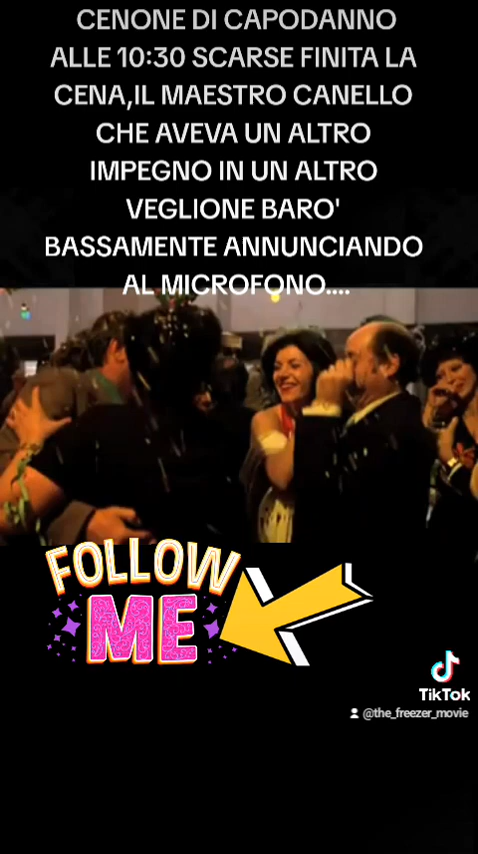 CENONE DI CAPODANNO
ALLE 10:30 SCARSE FINITA LA
CENA,IL MAESTRO CANELLO
CHE AVEVA UN ALTRO
IMPEGNO IN UN ALTRO
VEGLIONE BARO'
BASSAMENTE ANNUNCIANDO
AL MICROFONO....
FOLLOW
ME
TikTok
@the_freezer_movie